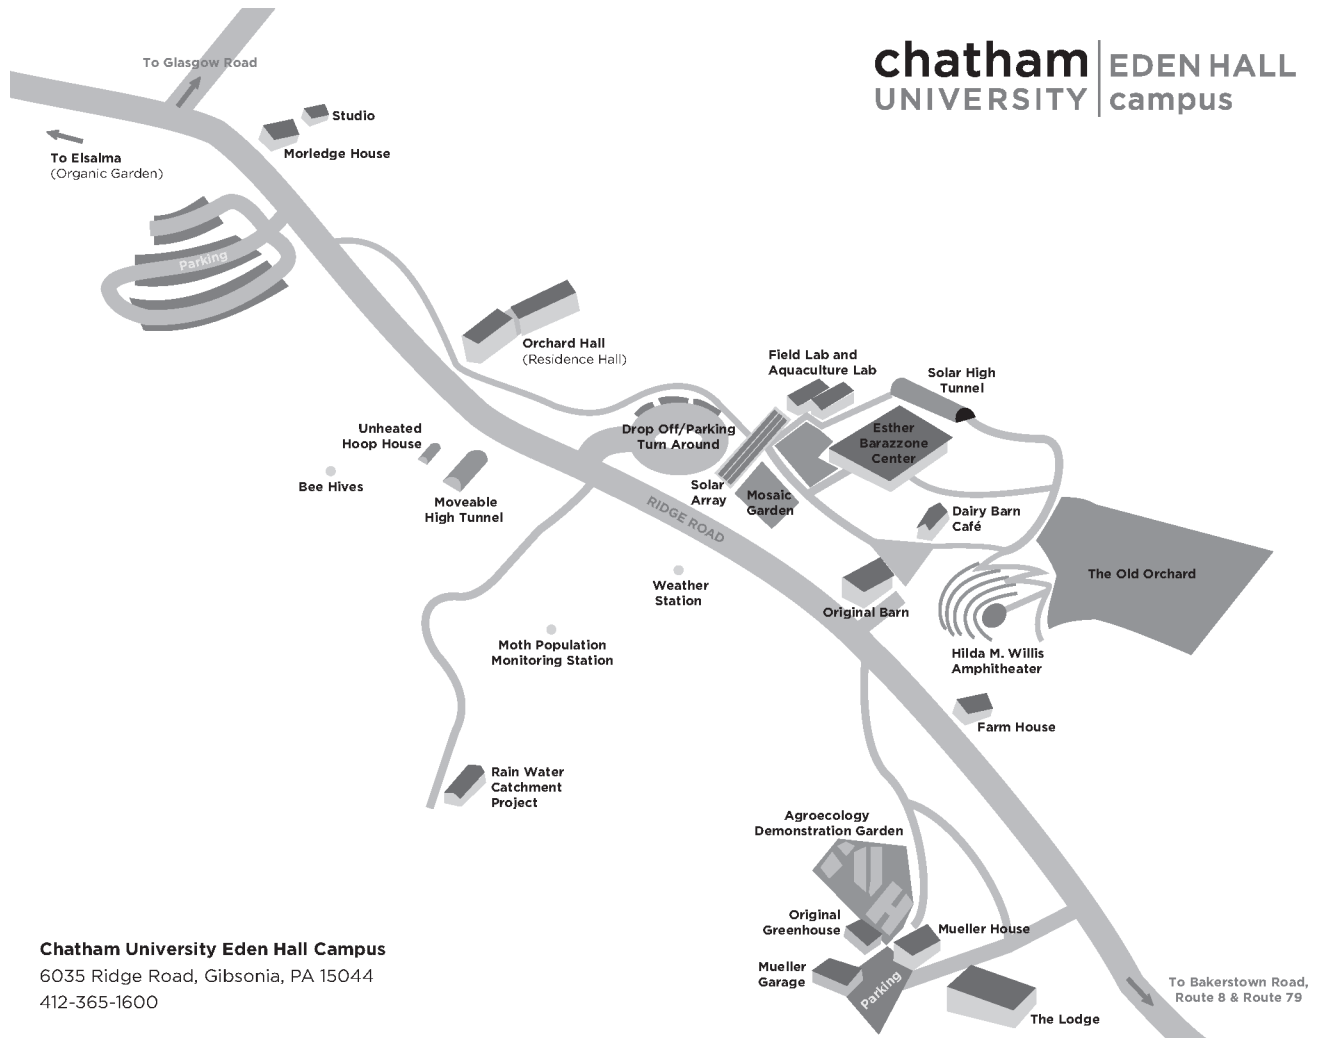 To Glasgow Road
chatham
UNIVERSITY
EDEN HALL
campus
Studio
Morledge House
To Elsalma
(Organic Garden)
Parking
Orchard Hall
(Residence Hall)
Field Lab and
Aquaculture Lab
Solar High
Tunnel
Unheated
Hoop House
Drop Off/Parking
Turn Around
Esther
Barazzone
Center
Bee Hives
Moveable
High Tunnel
Solar
Array
Mosaic
Garden
RIDGE ROAD
Dairy Barn
Café
The Old Orchard
Weather
Station
Original Barn
Moth Population
Monitoring Station
Hilda M. Willis
Amphitheater
Farm House
Rain Water
Catchment
Project
Agroecology
Demonstration Garden
Original
Greenhouse
Mueller House
Mueller
Garage
Parking
The Lodge
To Bakerstown Road,
Route 8 & Route 79
Chatham University Eden Hall Campus
6035 Ridge Road, Gibsonia, PA 15044
412-365-1600